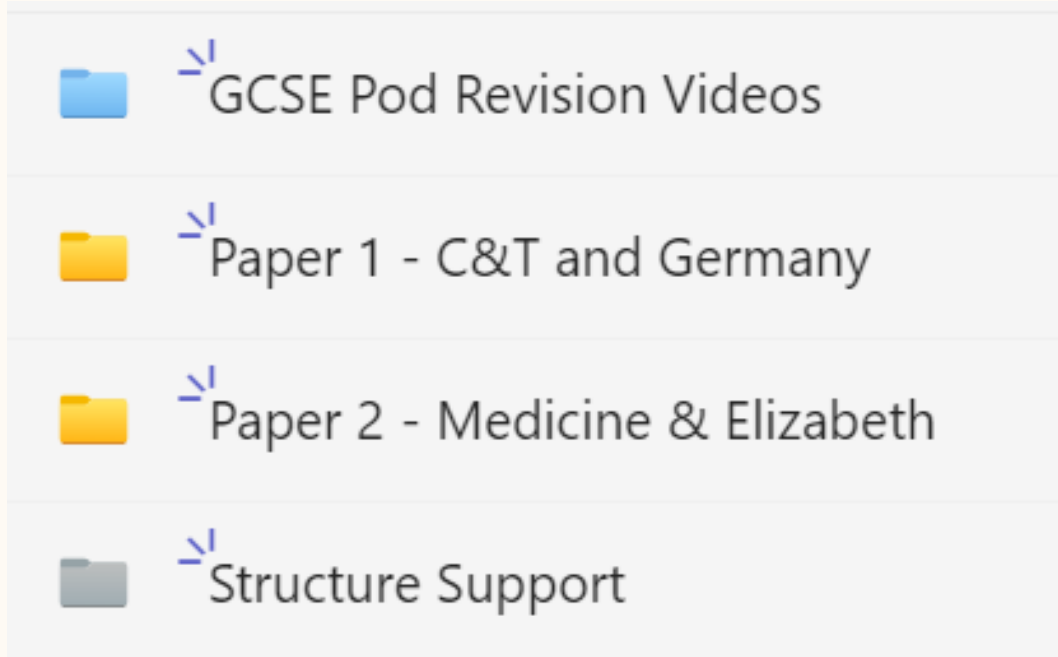 GCSE Pod Revision Videos
Paper 1 - C&T and Germany
Paper 2 - Medicine & Elizabeth
Structure Support